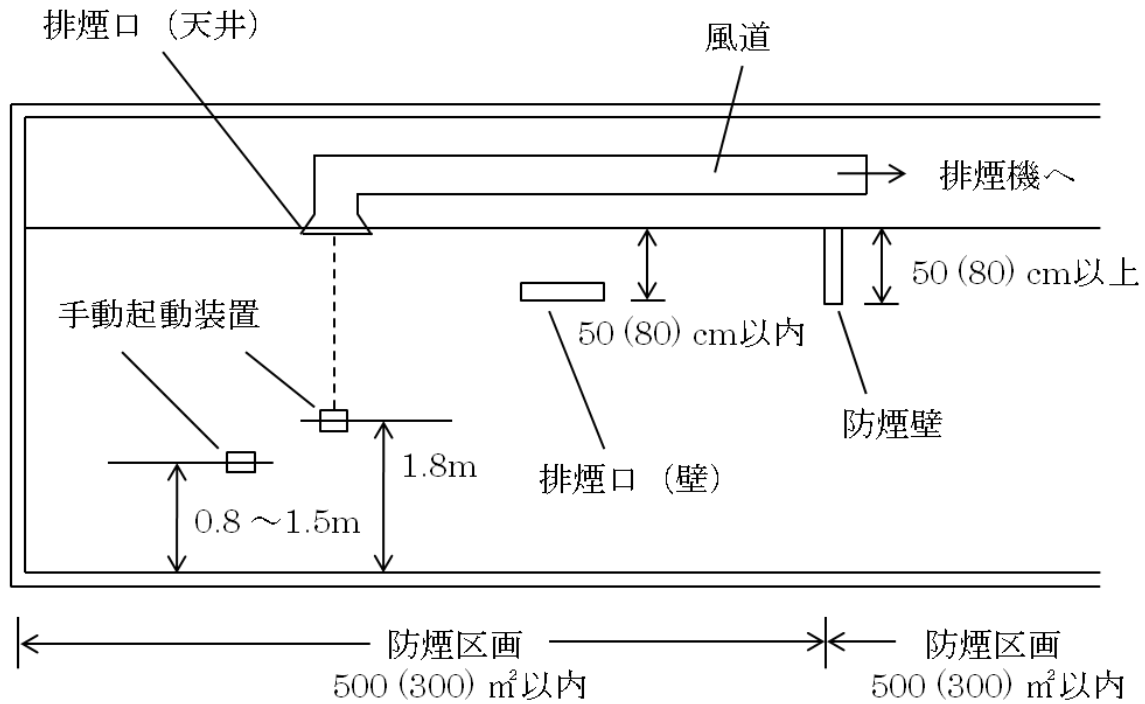 排煙口（天井）
風道
排煙機へ
50 (80) cm以上
50 (80) cm以内
手動起動装置
防煙壁
1.8m
排煙口（壁）
0.8～1.5m
防煙区画
500 (300) ㎡以内
防煙区画
500 (300) ㎡以内